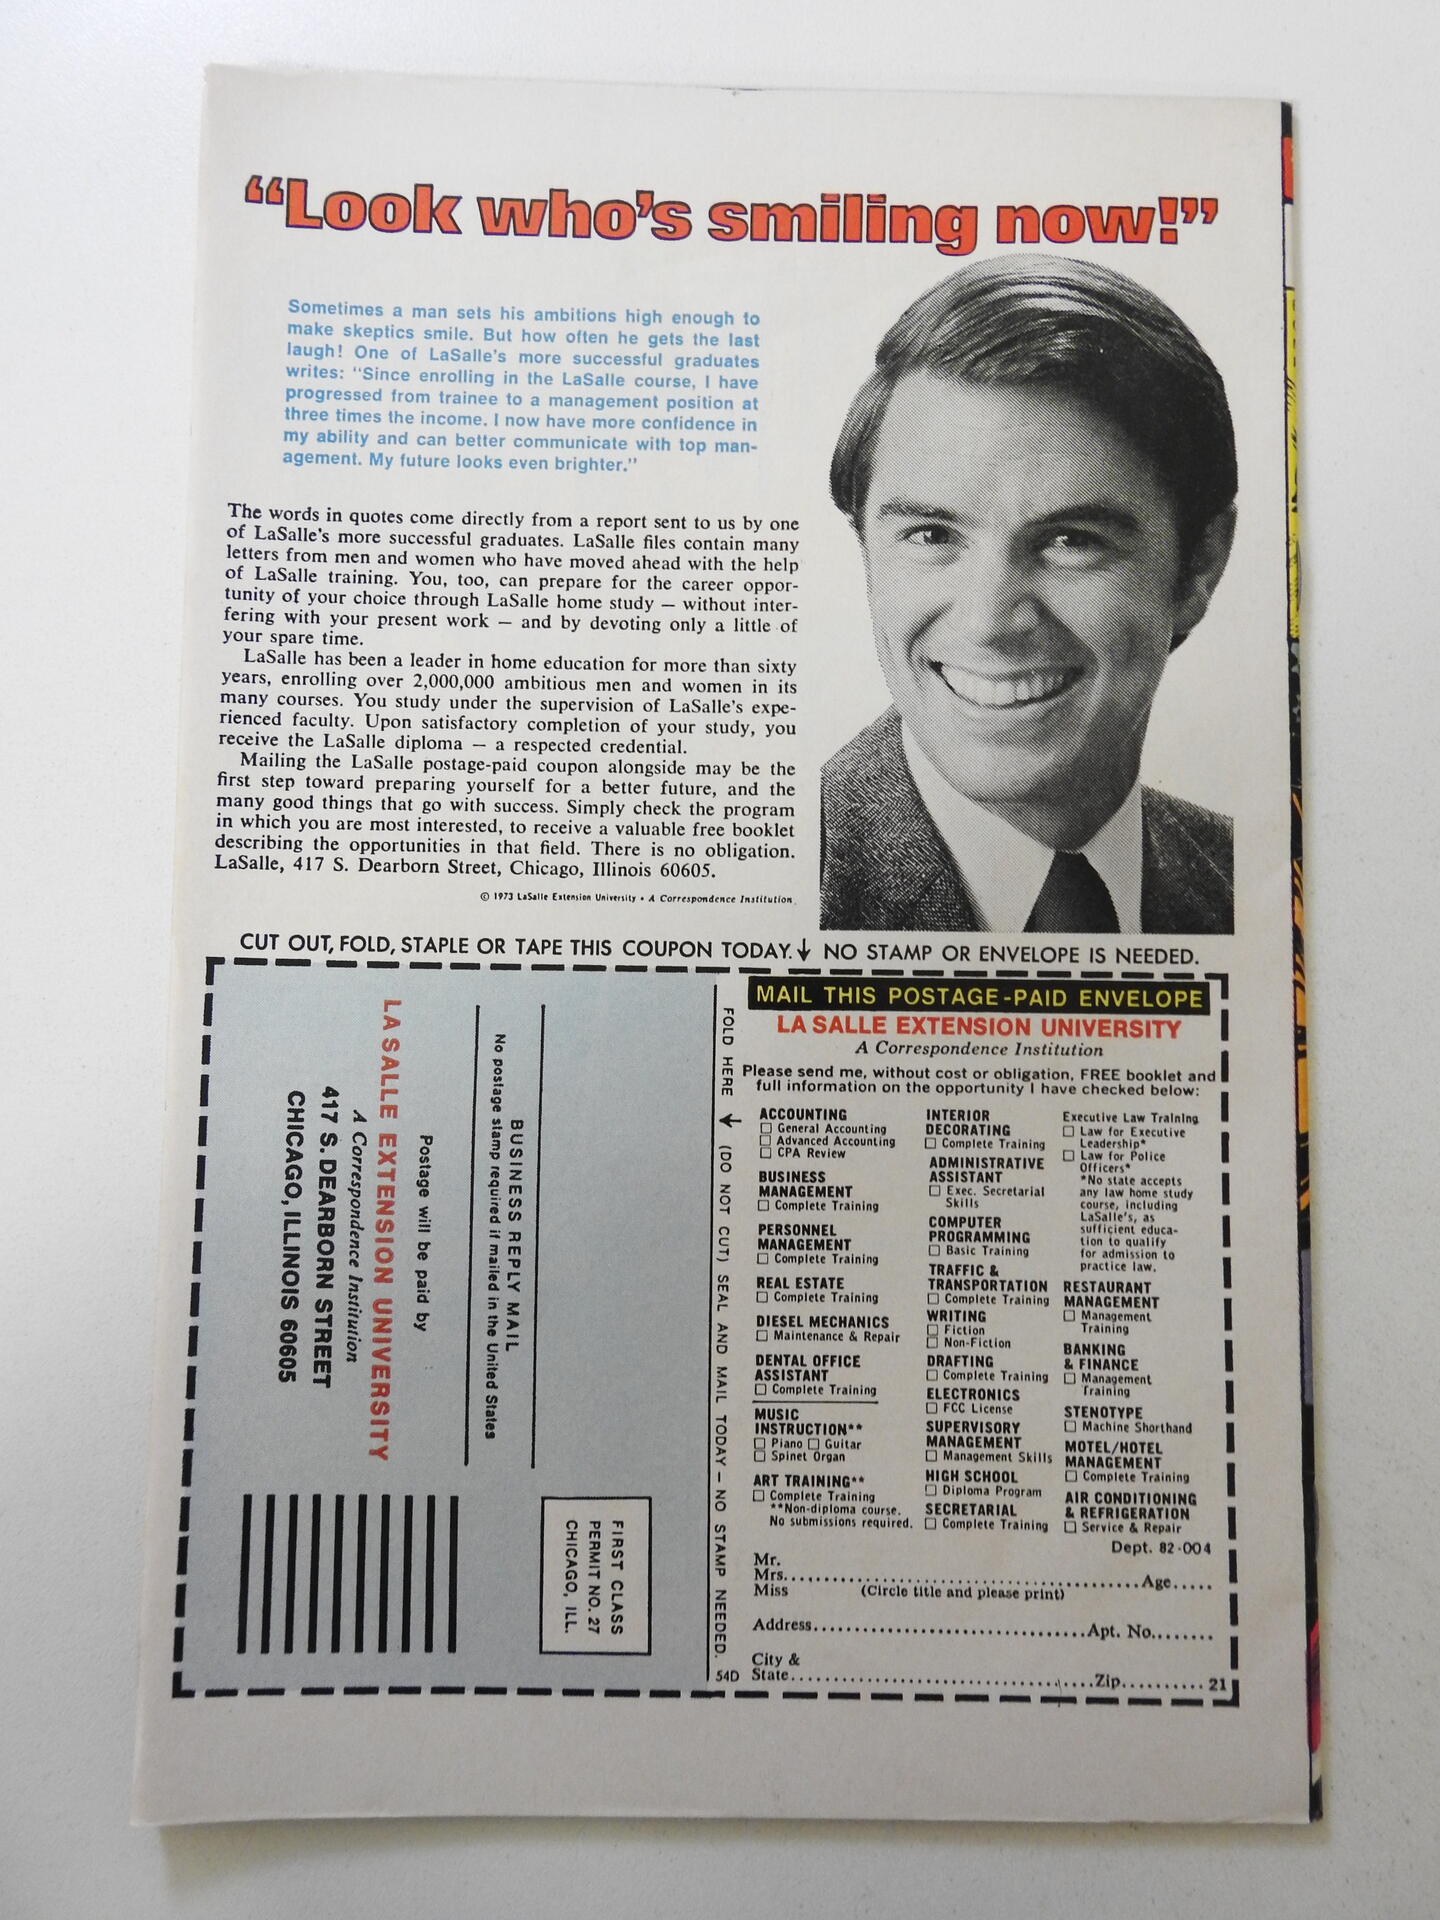 “Look who’s smiling now!”
Sometimes a man sets his ambitions high enough to
make skeptics smile. But how often he gets the last
laugh! One of LaSalle’s more successful graduates
writes: “Since enrolling in the LaSalle course, I have
progressed from trainee to a management position at
three times the income. I now have more confidence in
my ability and can better communicate with top man-
agement. My future looks even brighter.”
The words in quotes come directly from a report sent to us by one
of LaSalle’s more successful graduates. LaSalle files contain many
letters from men and women who have moved ahead with the help
of LaSalle training. You, too, can prepare for the career oppor-
tunity of your choice through LaSalle home study — without inter-
fering with your present work — and by devoting only a little of
your spare time.
LaSalle has been a leader in home education for more than sixty
years, enrolling over 2,000,000 ambitious men and women in its
many courses. You study under the supervision of LaSalle’s expe-
rienced faculty. Upon satisfactory completion of your study, you
receive the LaSalle diploma — a respected credential.
Mailing the LaSalle postage-paid coupon alongside may be the
first step toward preparing yourself for a better future, and the
many good things that go with success. Simply check the program
in which you are most interested, to receive a valuable free booklet
describing the opportunities in that field. There is no obligation.
LaSalle, 417 S. Dearborn Street, Chicago, Illinois 60605.
© 1973 LaSalle Extension University • A Correspondence Institution.
CUT OUT, FOLD, STAPLE OR TAPE THIS COUPON TODAY. ↓ NO STAMP OR ENVELOPE IS NEEDED.
FIRST CLASS
PERMIT NO. 27
CHICAGO, ILL.
BUSINESS REPLY MAIL
No postage stamp required if mailed in the United States
Postage will be paid by
LA SALLE EXTENSION UNIVERSITY
A Correspondence Institution
417 S. DEARBORN STREET
CHICAGO, ILLINOIS 60605
FOLD HERE → (DO NOT CUT) SEAL AND MAIL TODAY — NO STAMP NEEDED.
54D
MAIL THIS POSTAGE-PAID ENVELOPE
LA SALLE EXTENSION UNIVERSITY
A Correspondence Institution
Please send me, without cost or obligation, FREE booklet and
full information on the opportunity I have checked below:
ACCOUNTING
☐ General Accounting
☐ Advanced Accounting
☐ CPA Review
BUSINESS
MANAGEMENT
☐ Complete Training
PERSONNEL
MANAGEMENT
☐ Complete Training
REAL ESTATE
☐ Complete Training
DIESEL MECHANICS
☐ Maintenance & Repair
DENTAL OFFICE
ASSISTANT
☐ Complete Training
MUSIC
INSTRUCTION**
☐ Piano ☐ Guitar
☐ Spinet Organ
ART TRAINING**
☐ Complete Training
**Non-diploma course.
No submissions required.
INTERIOR
DECORATING
☐ Complete Training
ADMINISTRATIVE
ASSISTANT
☐ Exec. Secretarial
Skills
COMPUTER
PROGRAMMING
☐ Basic Training
TRAFFIC &
TRANSPORTATION
☐ Complete Training
WRITING
☐ Fiction
☐ Non-Fiction
DRAFTING
☐ Complete Training
ELECTRONICS
☐ FCC License
SUPERVISORY
MANAGEMENT
☐ Management Skills
HIGH SCHOOL
☐ Diploma Program
SECRETARIAL
☐ Complete Training
Executive Law Training
☐ Law for Executive
Leadership*
☐ Law for Police
Officers*
*No state accepts
any law home study
course, including
LaSalle’s, as
sufficient educa-
tion to qualify
for admission to
practice law.
RESTAURANT
MANAGEMENT
☐ Management
Training
BANKING
& FINANCE
☐ Management
Training
STENOTYPE
☐ Machine Shorthand
MOTEL/HOTEL
MANAGEMENT
☐ Complete Training
AIR CONDITIONING
& REFRIGERATION
☐ Service & Repair
Dept. 82-004
Mr.
Mrs. Age
Miss (Circle title and please print)
Address Apt. No.
City &
State Zip 21